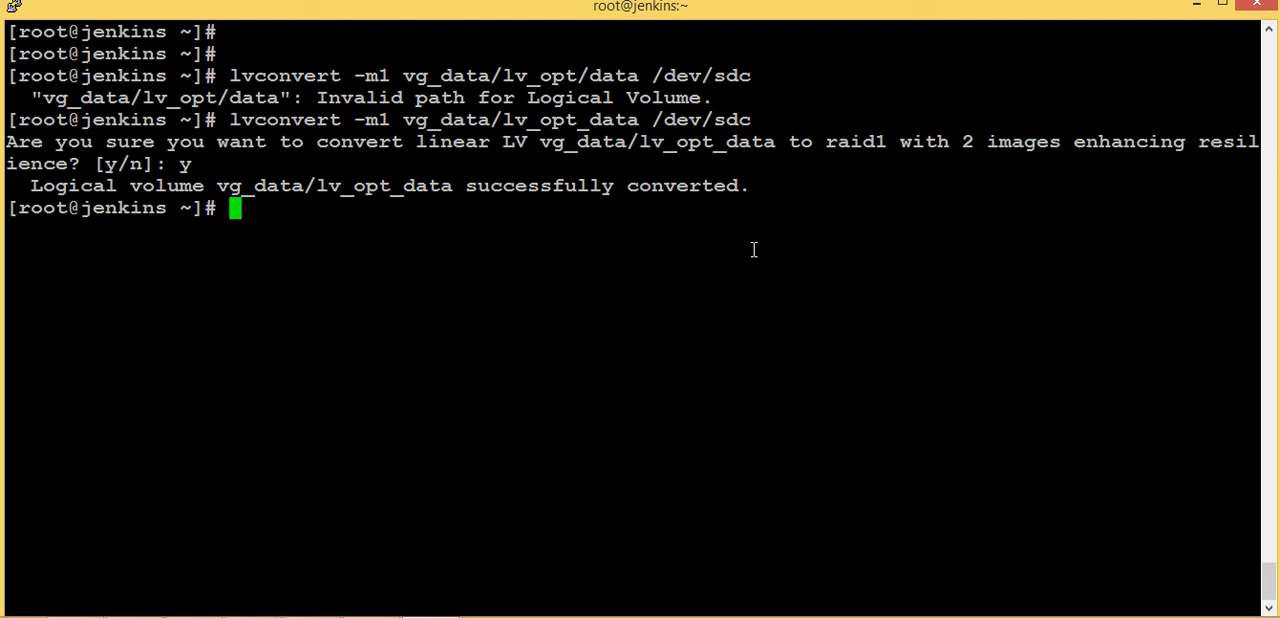 root@jenkins:~
[root@jenkins ~]#
[root@jenkins ~]#
[root@jenkins ~]# lvconvert -m1 vg_data/lv_opt/data /dev/sdc
"vg_data/lv_opt/data": Invalid path for Logical Volume.
[root@jenkins ~]# lvconvert -m1 vg_data/lv_opt_data /dev/sdc
Are you sure you want to convert linear LV vg_data/lv_opt_data to raid1 with 2 images enhancing resil
ience? [y/n]: y
Logical volume vg_data/lv_opt_data successfully converted.
[root@jenkins ~]#